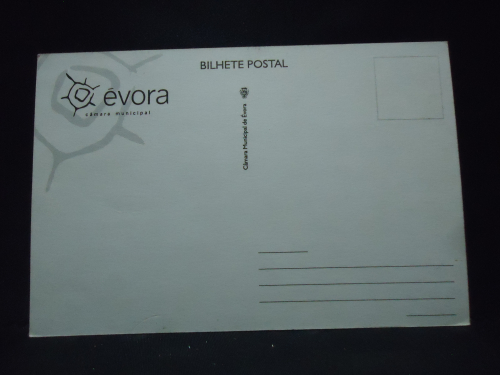 BILHETE POSTAL
évora
câmara municipal
Câmara Municipal de Évora